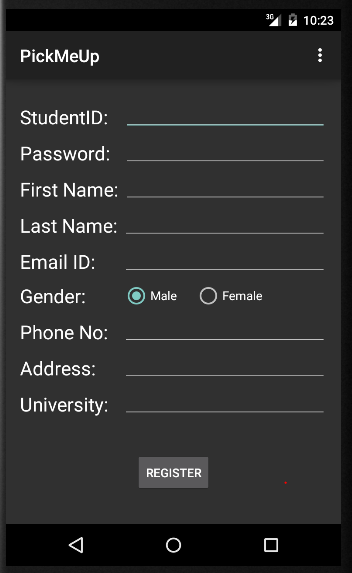 3G 10:23
PickMeUp
StudentID:
Password:
First Name:
Last Name:
Email ID:
Gender: Male Female
Phone No:
Address:
University:
REGISTER